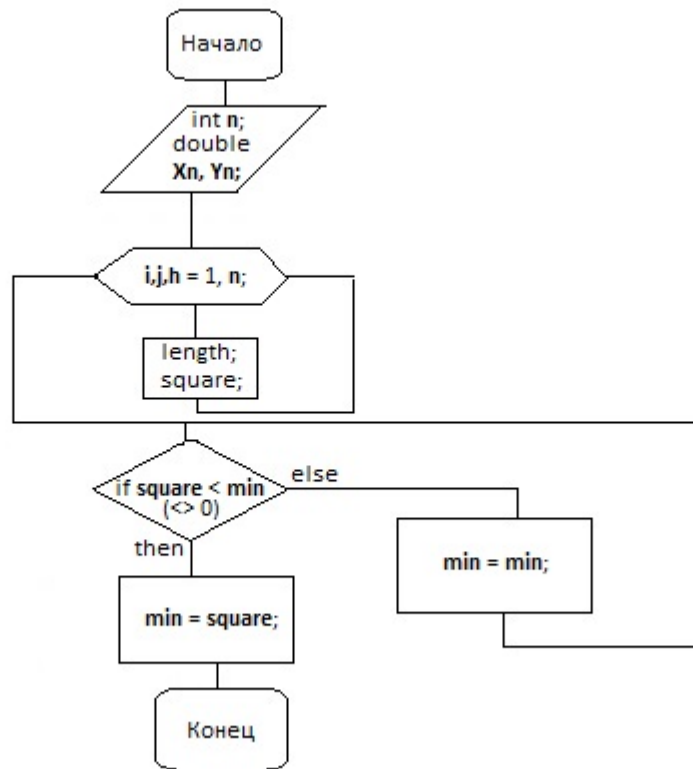 Начало
int n;
double
Xn, Yn;
i,j,h = 1, n;
length;
square;
if square < min
(<> 0)
else
then
min = min;
min = square;
Конец